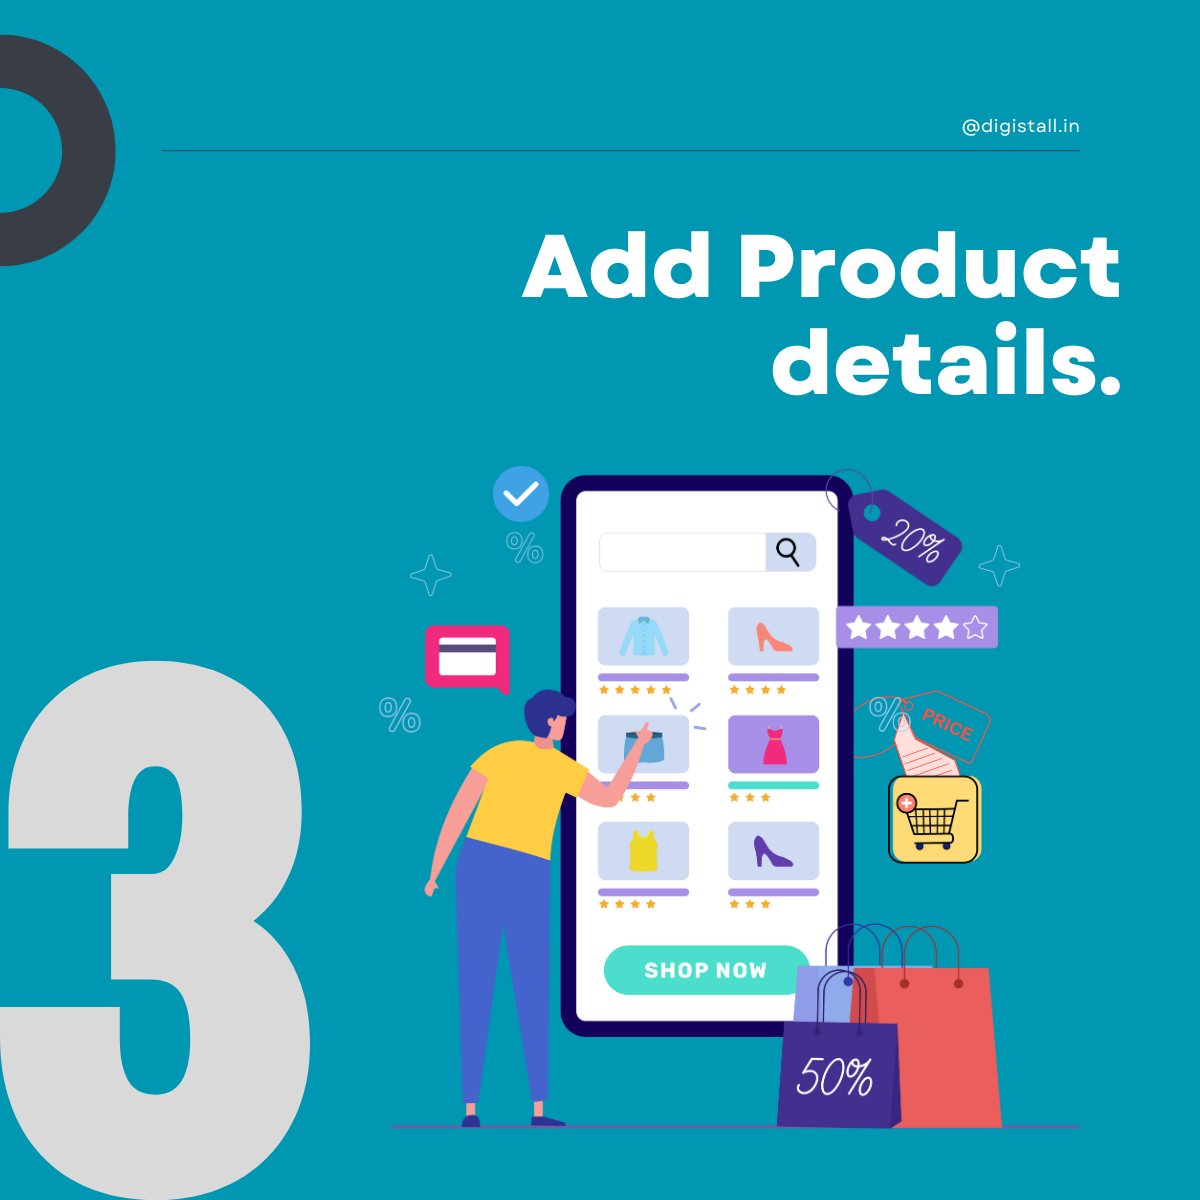 @digistall.in
Add Product
details.
%
20%
%
%
PRICE
3
SHOP NOW
50%